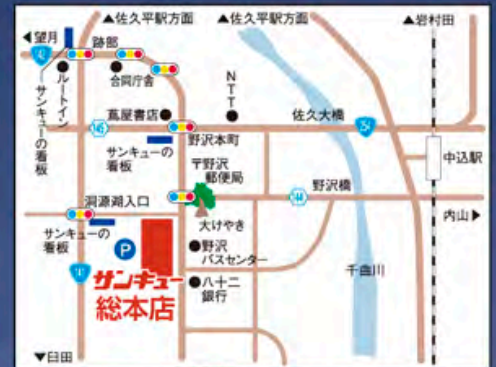 ▲佐久平駅方面
▲佐久平駅方面
▲岩村田
◀望月
142
跡部
ルートイン
サンキューの看板
合同庁舎
NTT
蔦屋書店
佐久大橋
254
145
サンキューの
看板
野沢本町
中込駅
〒野沢
郵便局
洞源湖入口
野沢橋
44
サンキューの
看板
大けやき
内山▶
P
野沢
バスセンター
141
サンキュー
総本店
八十二
銀行
千曲川
▼臼田